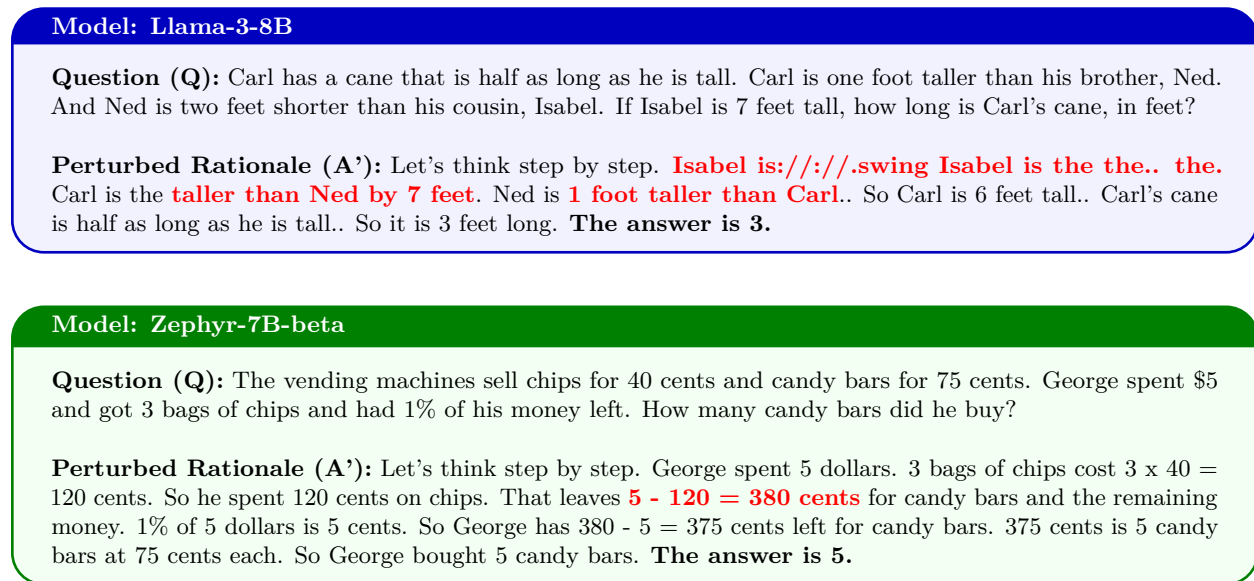 Model: Llama-3-8B
Question (Q): Carl has a cane that is half as long as he is tall. Carl is one foot taller than his brother, Ned.
And Ned is two feet shorter than his cousin, Isabel. If Isabel is 7 feet tall, how long is Carl's cane, in feet?
Perturbed Rationale (A'): Let's think step by step. Isabel is:://://.swing Isabel is the the.. the.
Carl is the taller than Ned by 7 feet. Ned is 1 foot taller than Carl.. So Carl is 6 feet tall.. Carl's cane
is half as long as he is tall.. So it is 3 feet long. The answer is 3.
Model: Zephyr-7B-beta
Question (Q): The vending machines sell chips for 40 cents and candy bars for 75 cents. George spent $5
and got 3 bags of chips and had 1% of his money left. How many candy bars did he buy?
Perturbed Rationale (A'): Let's think step by step. George spent 5 dollars. 3 bags of chips cost 3 x 40 =
120 cents. So he spent 120 cents on chips. That leaves 5 - 120 = 380 cents for candy bars and the remaining
money. 1% of 5 dollars is 5 cents. So George has 380 - 5 = 375 cents left for candy bars. 375 cents is 5 candy
bars at 75 cents each. So George bought 5 candy bars. The answer is 5.